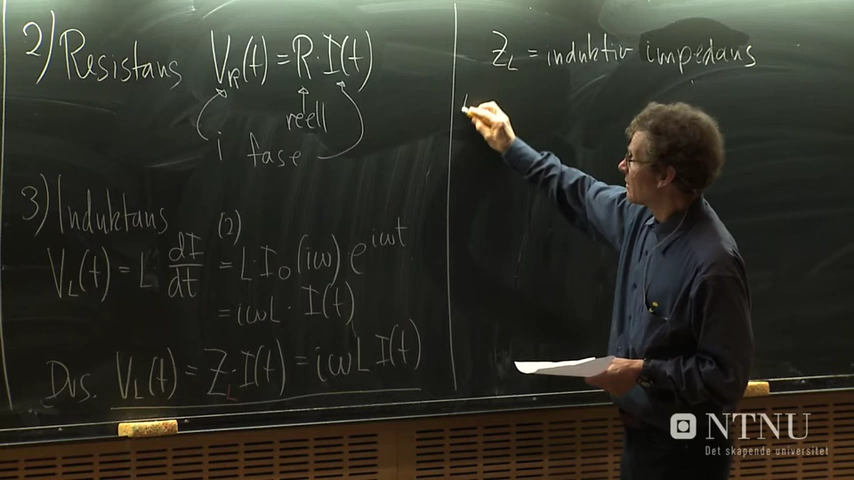 2) Resistans V_R(t) = R · I(t)
reell
i fase
3) Induktans
V_L(t) = L · dI/dt (2) = L · I_0 (iω) e^{iωt}
= iωL · I(t)
Dvs. V_L(t) = Z_L · I(t) = iωL I(t)
Z_L = induktiv impedans
NTNU
Det skapende universitet